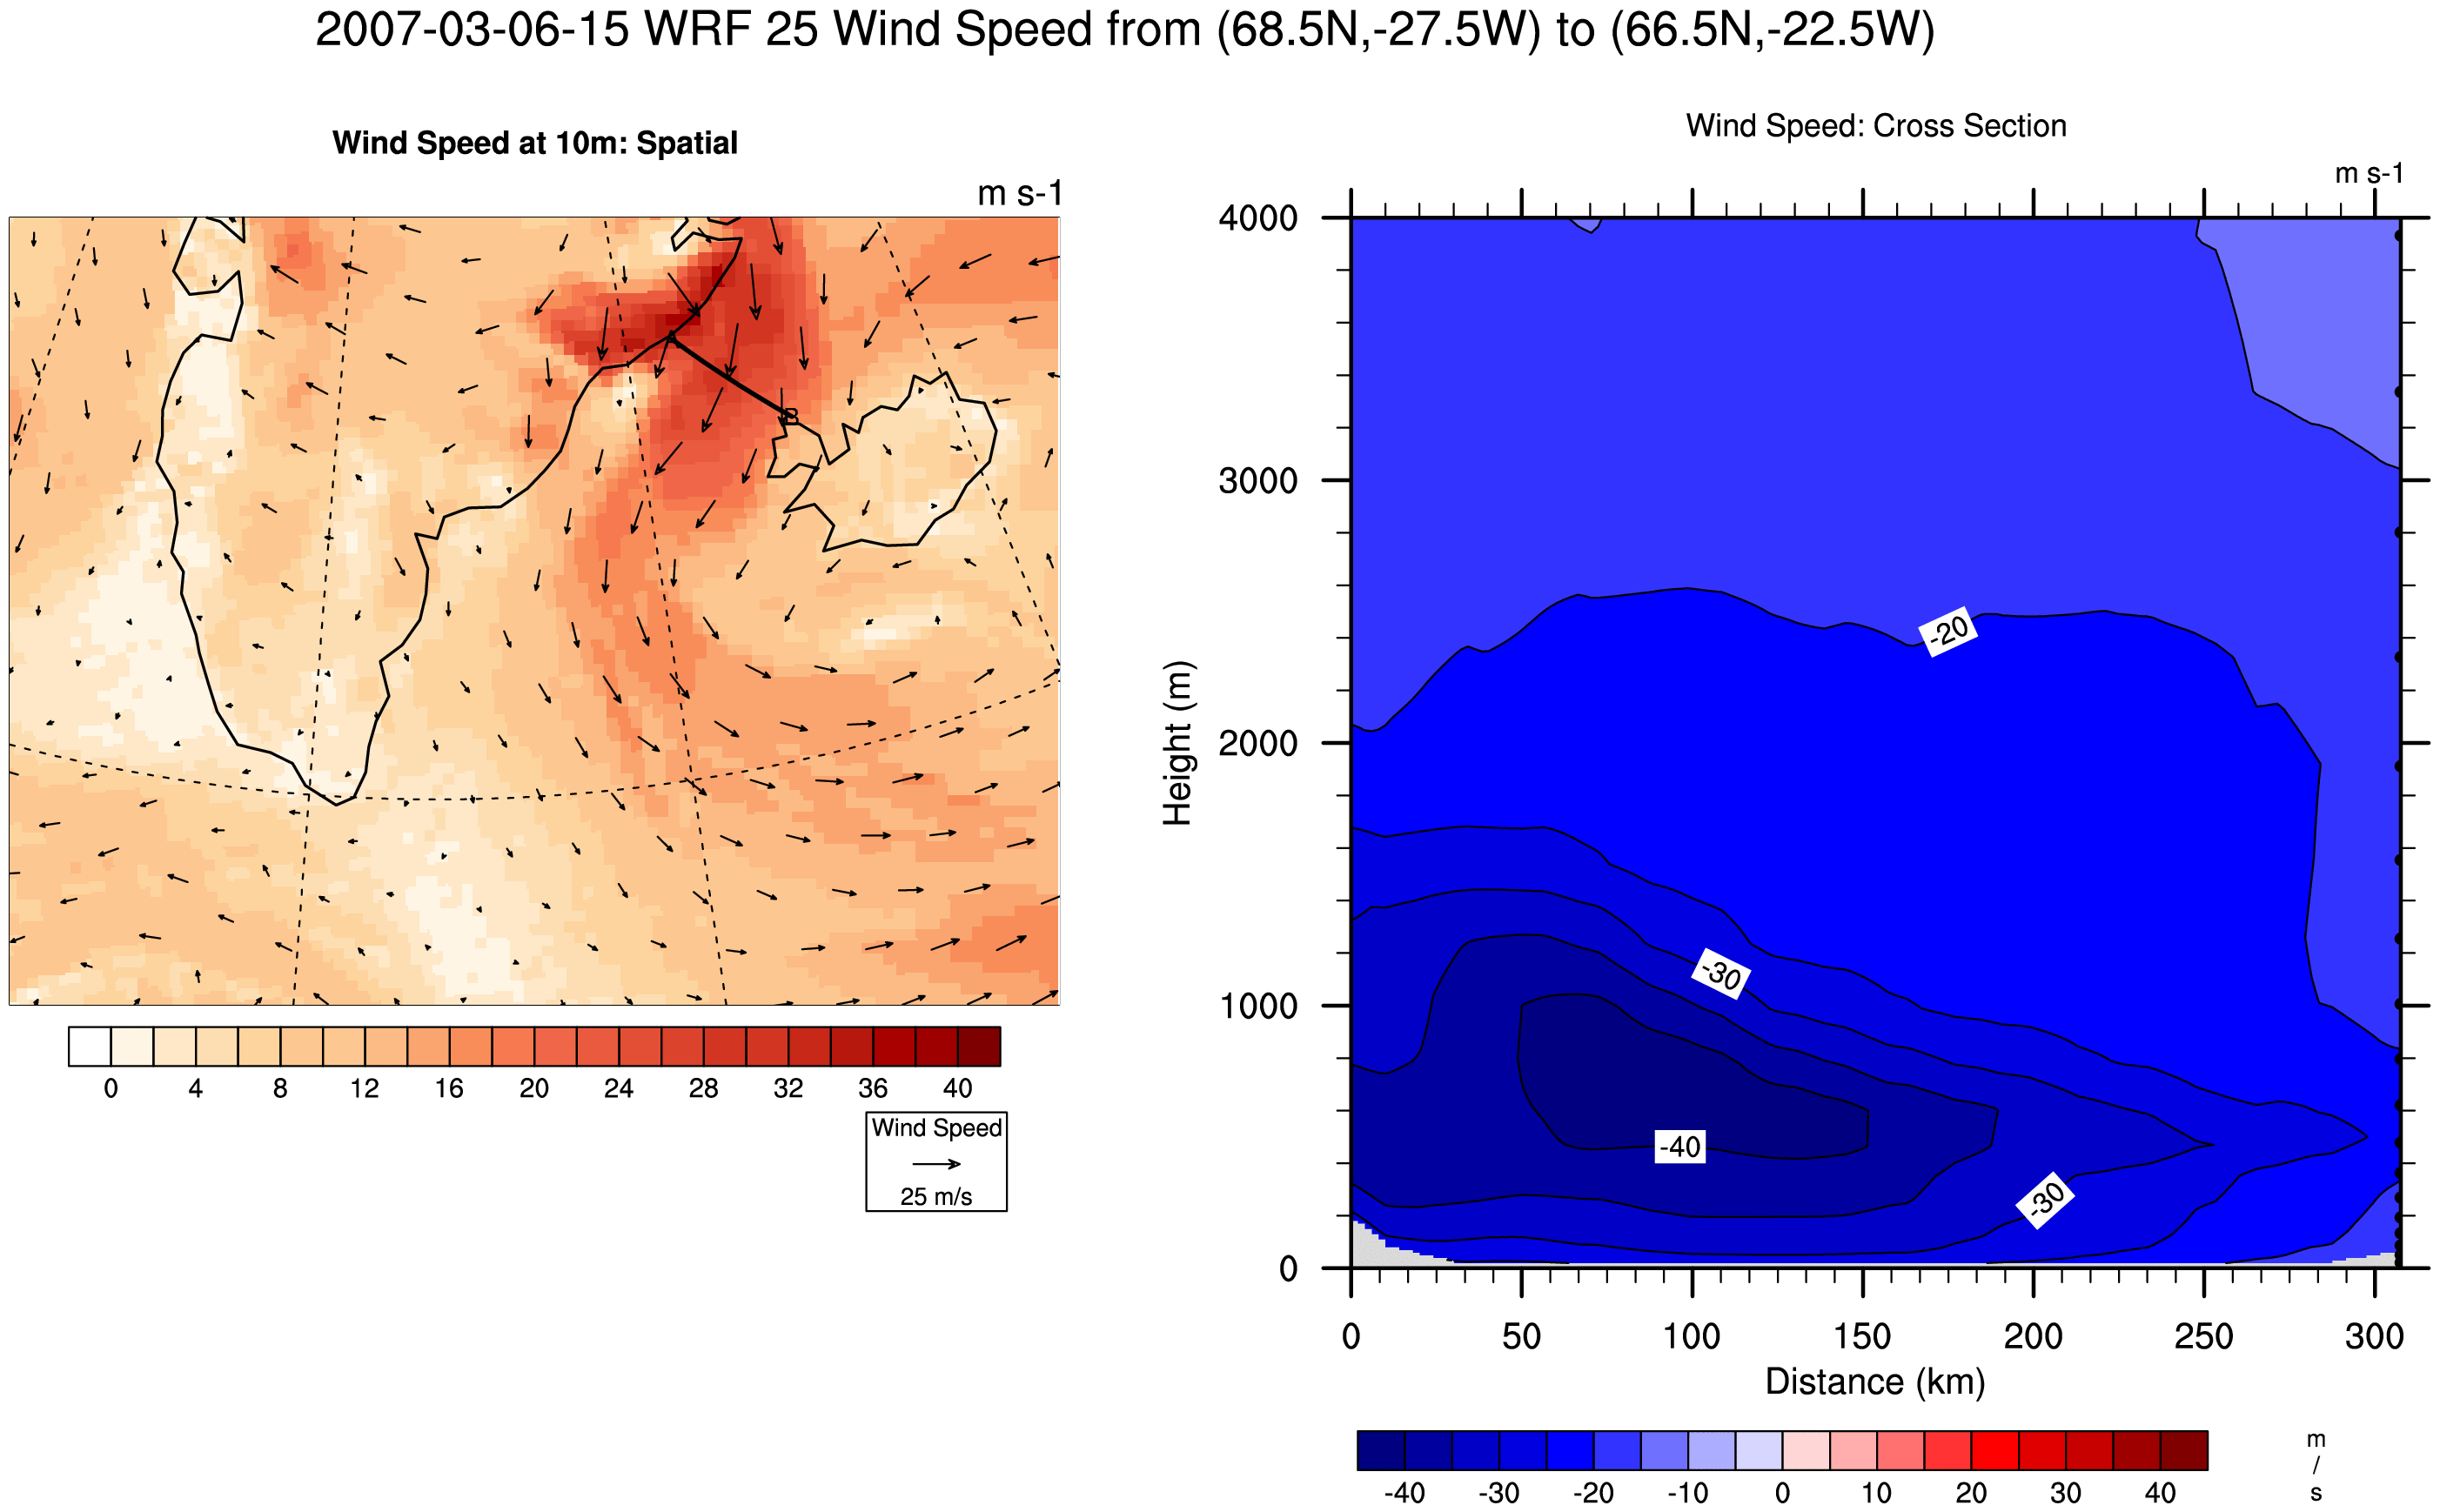 2007-03-06-15 WRF 25 Wind Speed from (68.5N,-27.5W) to (66.5N,-22.5W)
Wind Speed at 10m: Spatial
m s-1
A
B
0 4 8 12 16 20 24 28 32 36 40
Wind Speed
25 m/s
Wind Speed: Cross Section
m s-1
4000
3000
2000
1000
0
Height (m)
-20
-30
-40
-30
0 50 100 150 200 250 300
Distance (km)
-40 -30 -20 -10 0 10 20 30 40
m
/
s